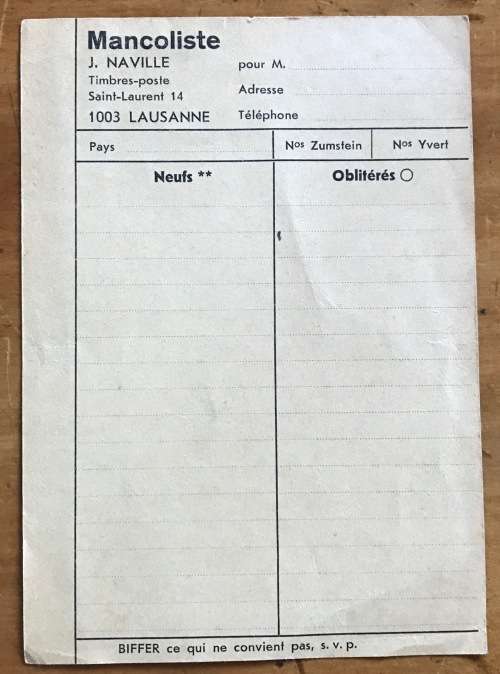 Mancoliste
J. NAVILLE
Timbres-poste
Saint-Laurent 14
1003 LAUSANNE
pour M.
Adresse
Téléphone
Pays
Nos Zumstein
Nos Yvert
Neufs **
Oblitérés ○
BIFFER ce qui ne convient pas, s. v. p.